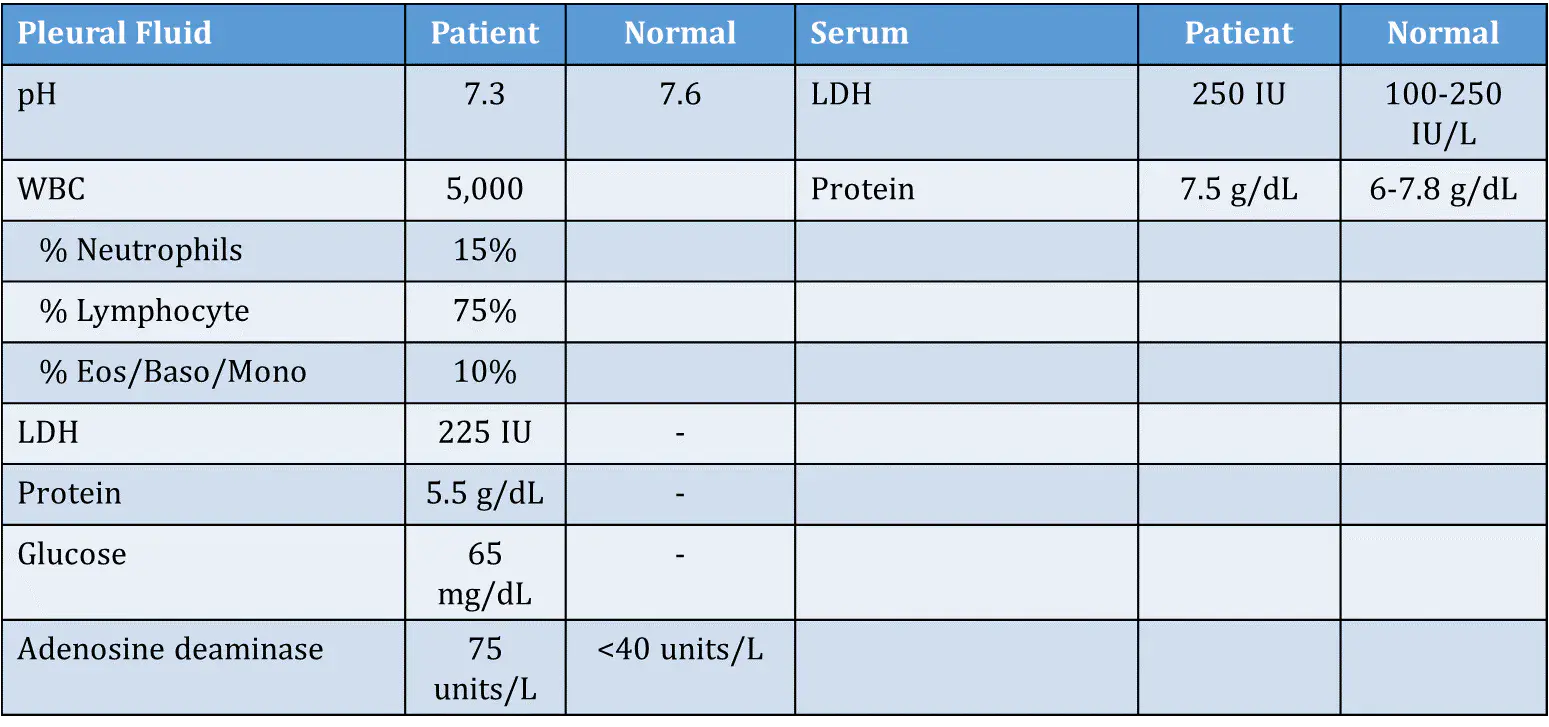 Pleural Fluid Patient Normal Serum Patient Normal
pH 7.3 7.6 LDH 250 IU 100-250
IU/L
WBC 5,000 Protein 7.5 g/dL 6-7.8 g/dL
% Neutrophils 15%
% Lymphocyte 75%
% Eos/Baso/Mono 10%
LDH 225 IU -
Protein 5.5 g/dL -
Glucose 65 -
mg/dL
Adenosine deaminase 75 <40 units/L
units/L